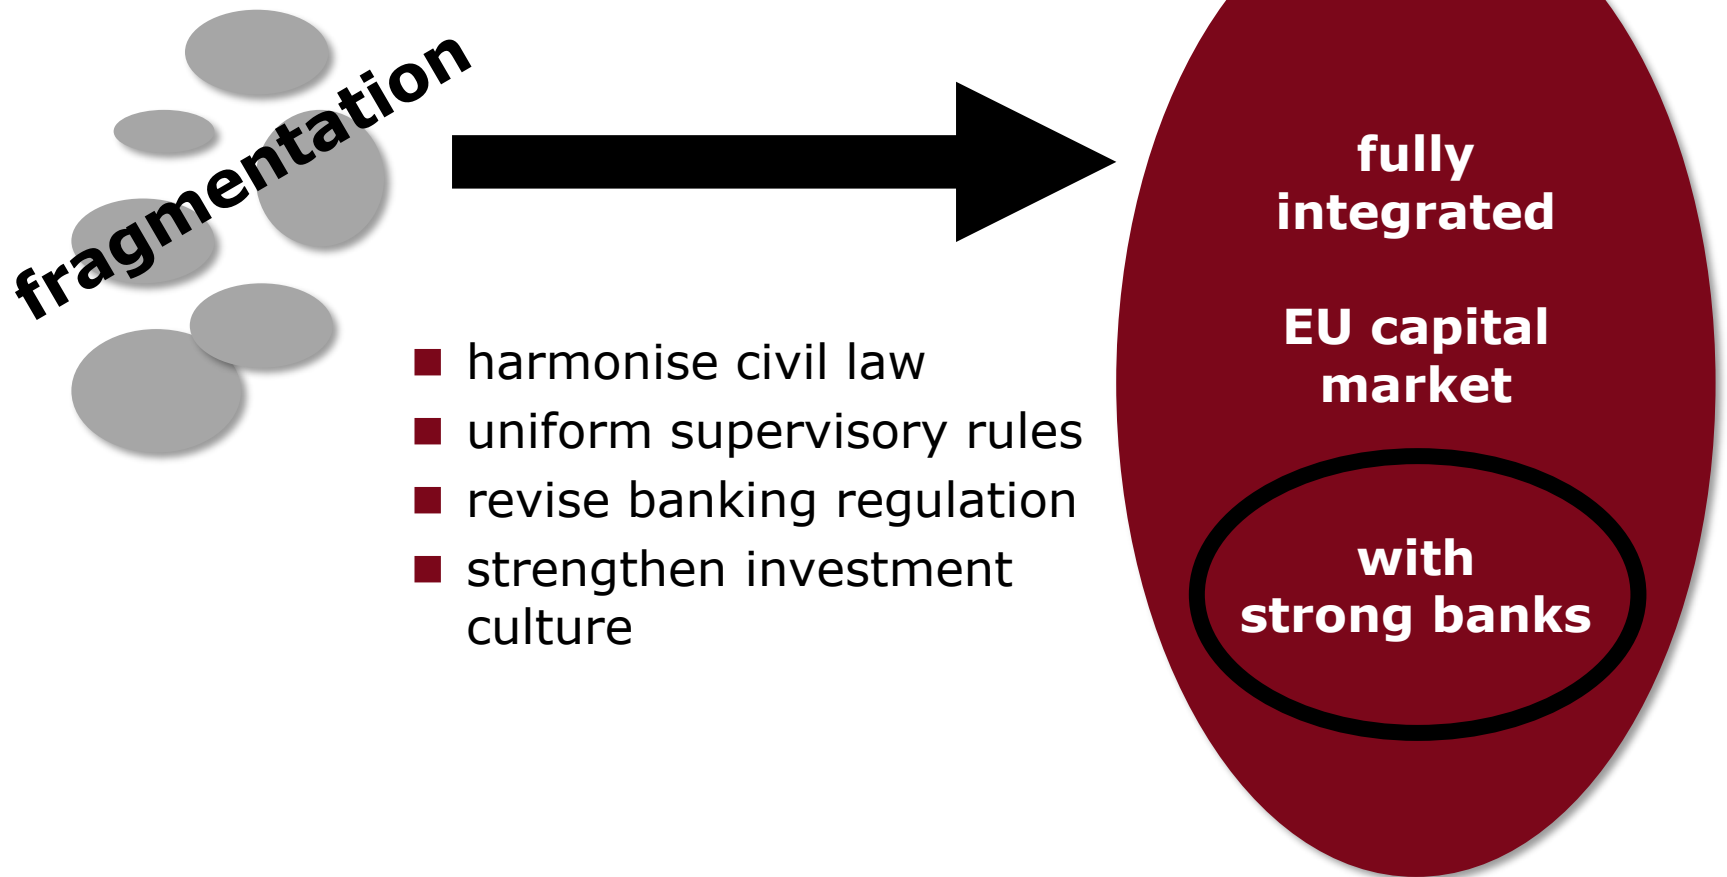 fragmentation
harmonise civil law
uniform supervisory rules
revise banking regulation
strengthen investment
culture
fully
integrated
EU capital
market
with
strong banks